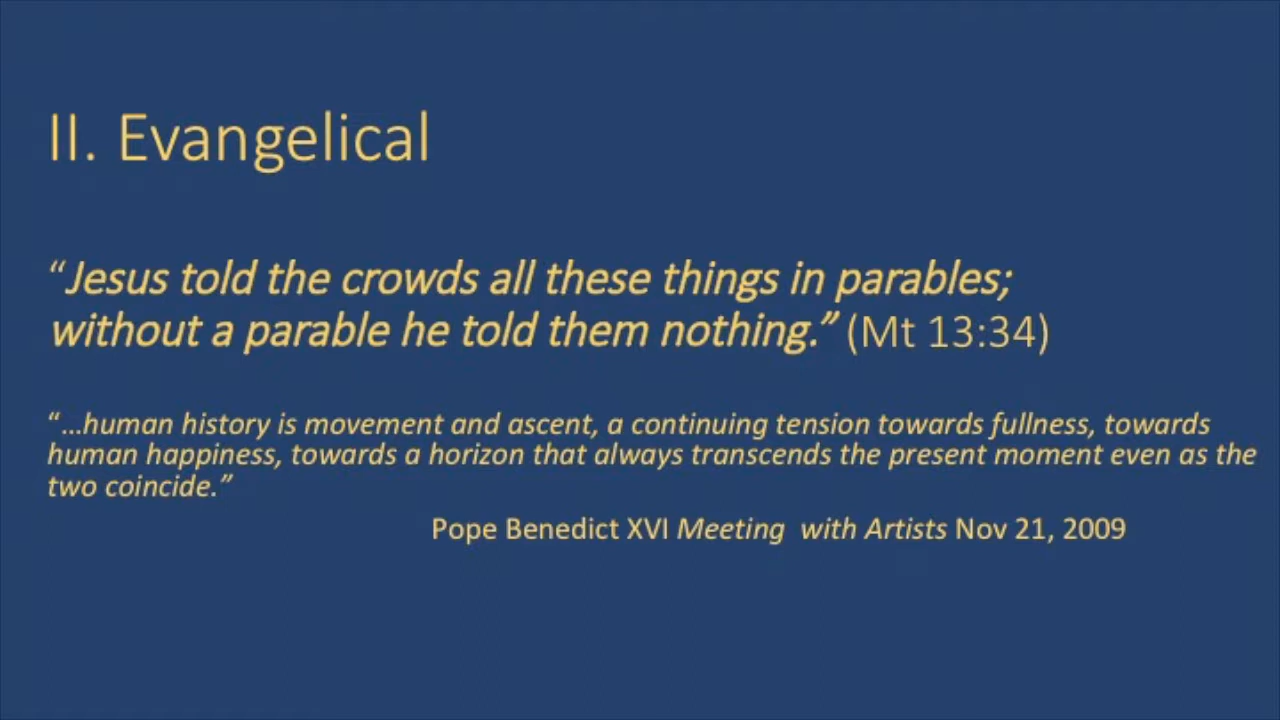 II. Evangelical
“Jesus told the crowds all these things in parables;
without a parable he told them nothing.” (Mt 13:34)
“…human history is movement and ascent, a continuing tension towards fullness, towards
human happiness, towards a horizon that always transcends the present moment even as the
two coincide.”
Pope Benedict XVI Meeting with Artists Nov 21, 2009